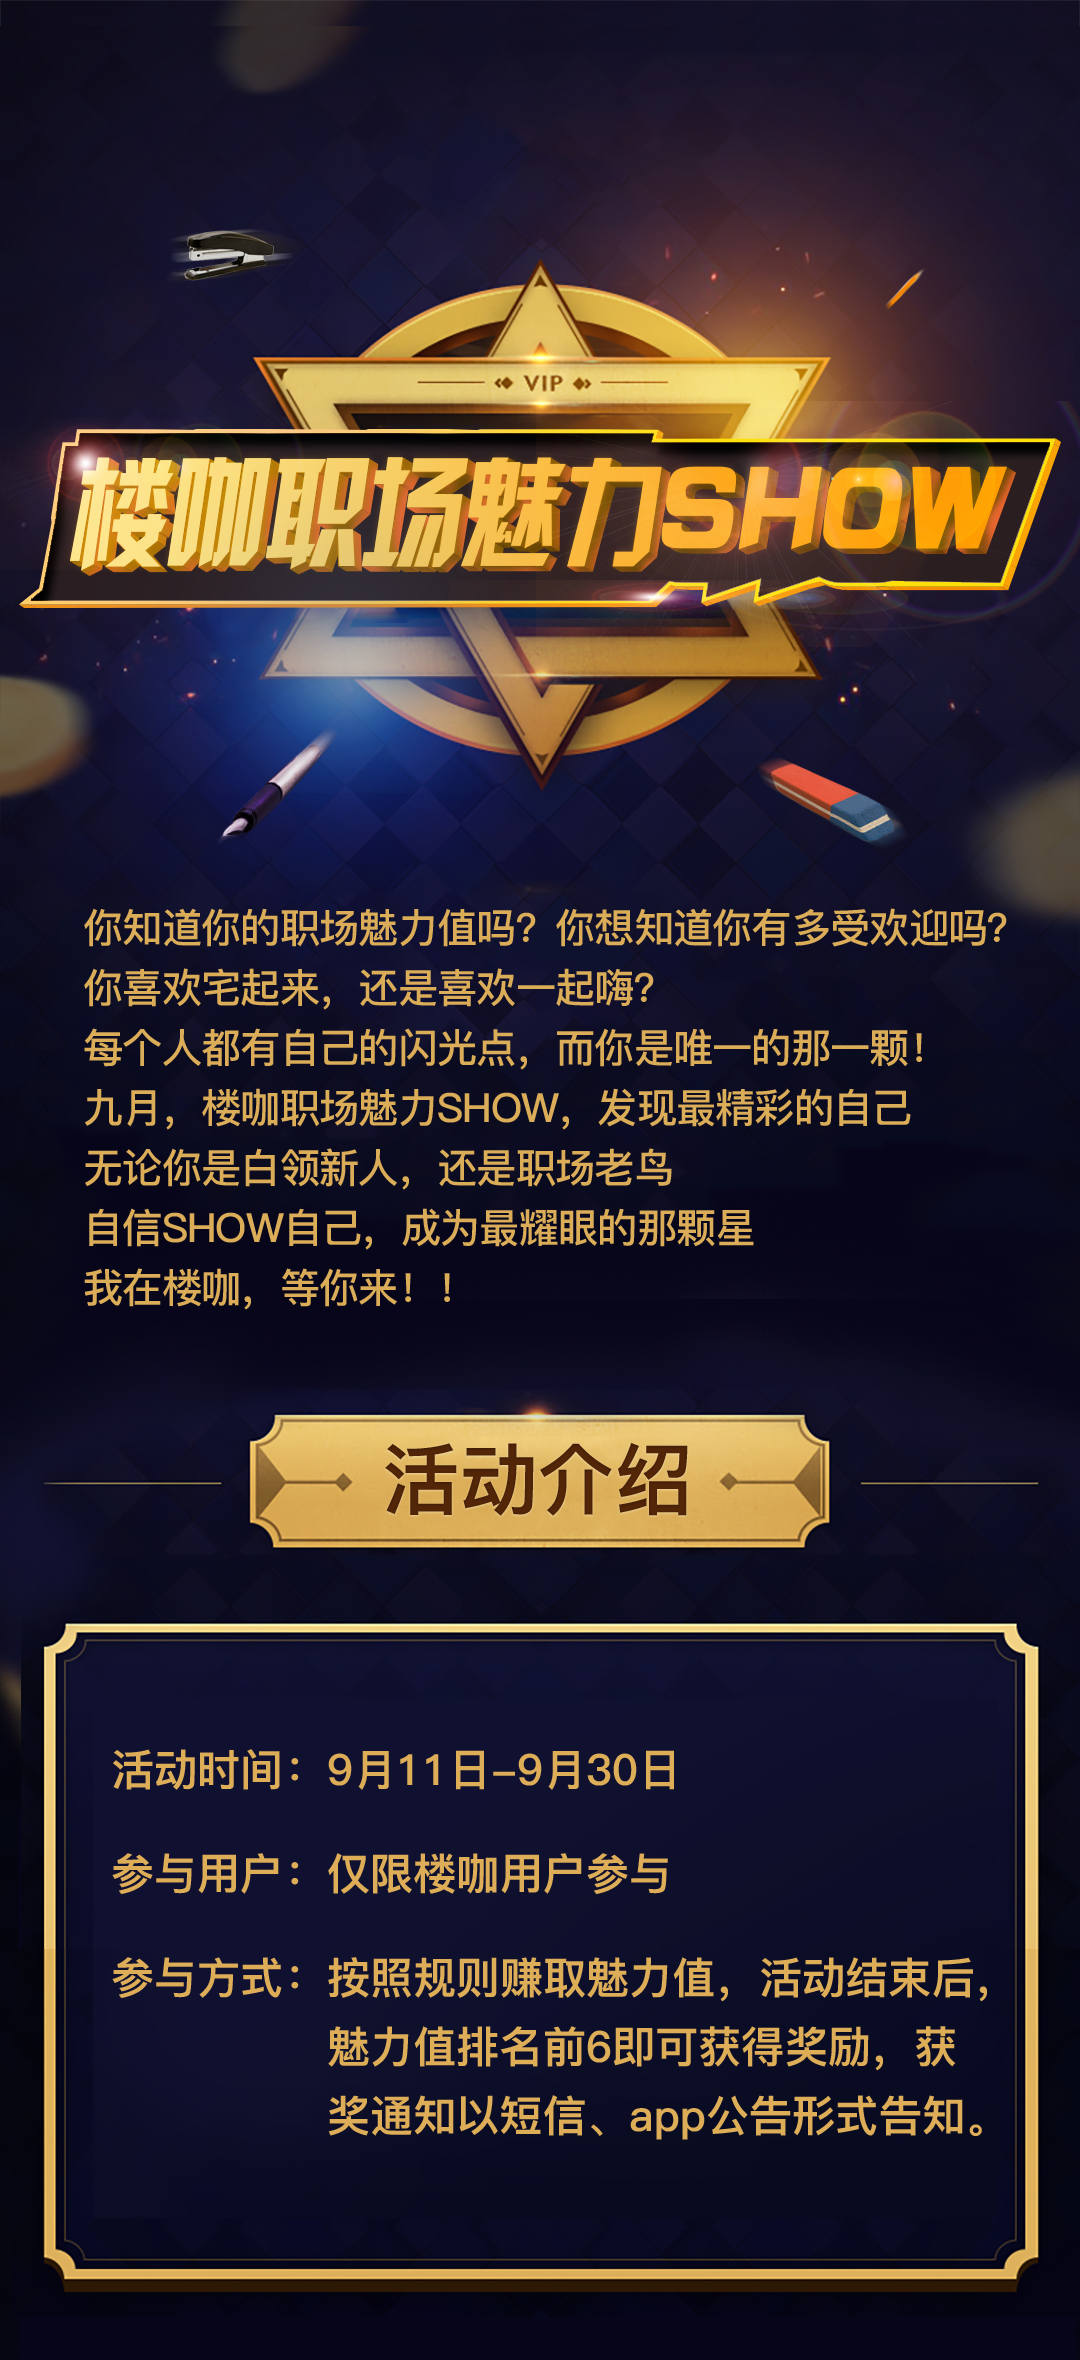 VIP
楼咖职场魅力SHOW
你知道你的职场魅力值吗？你想知道你有多受欢迎吗？
你喜欢宅起来，还是喜欢一起嗨？
每个人都有自己的闪光点，而你是唯一的那一颗！
九月，楼咖职场魅力SHOW，发现最精彩的自己
无论你是白领新人，还是职场老鸟
自信SHOW自己，成为最耀眼的那颗星
我在楼咖，等你来！！
活动介绍
活动时间：9月11日-9月30日
参与用户：仅限楼咖用户参与
参与方式：按照规则赚取魅力值，活动结束后，
魅力值排名前6即可获得奖励，获
奖通知以短信、app公告形式告知。